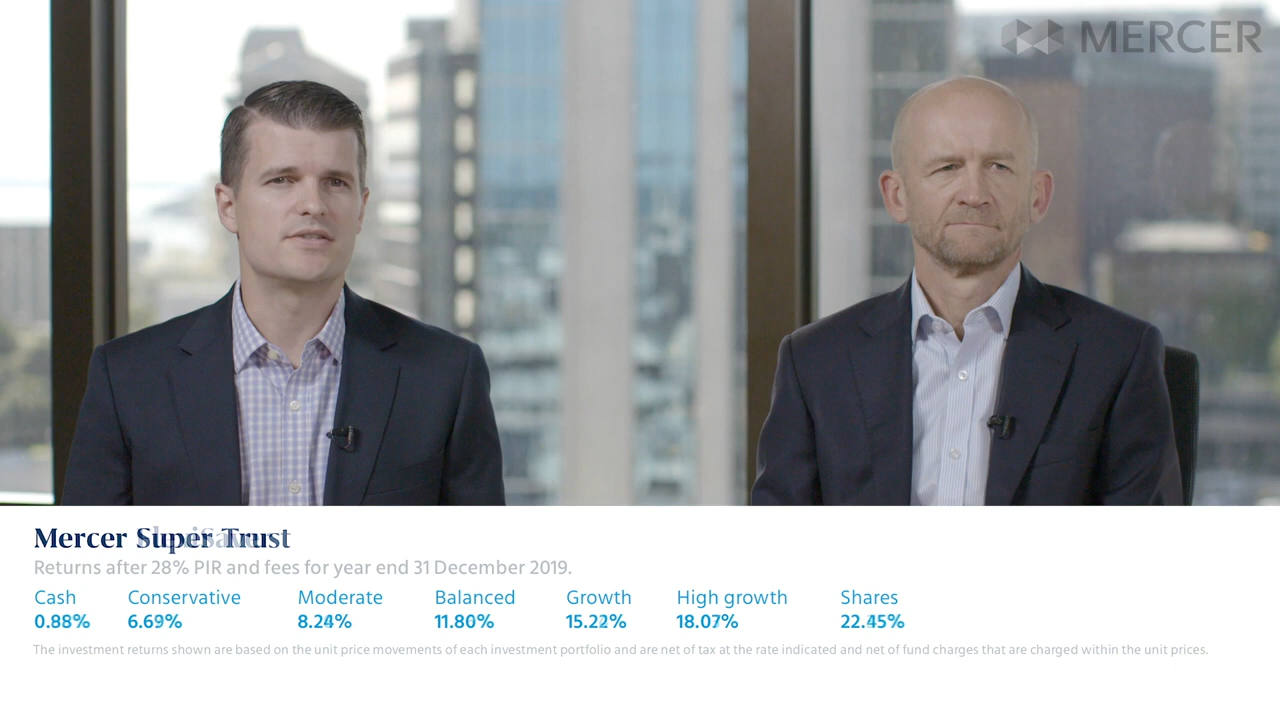 MERCER
Mercer Super Trust
Returns after 28% PIR and fees for year end 31 December 2019.
Cash Conservative Moderate Balanced Growth High growth Shares
0.88% 6.69% 8.24% 11.80% 15.22% 18.07% 22.45%
The investment returns shown are based on the unit price movements of each investment portfolio and are net of tax at the rate indicated and net of fund charges that are charged within the unit prices.